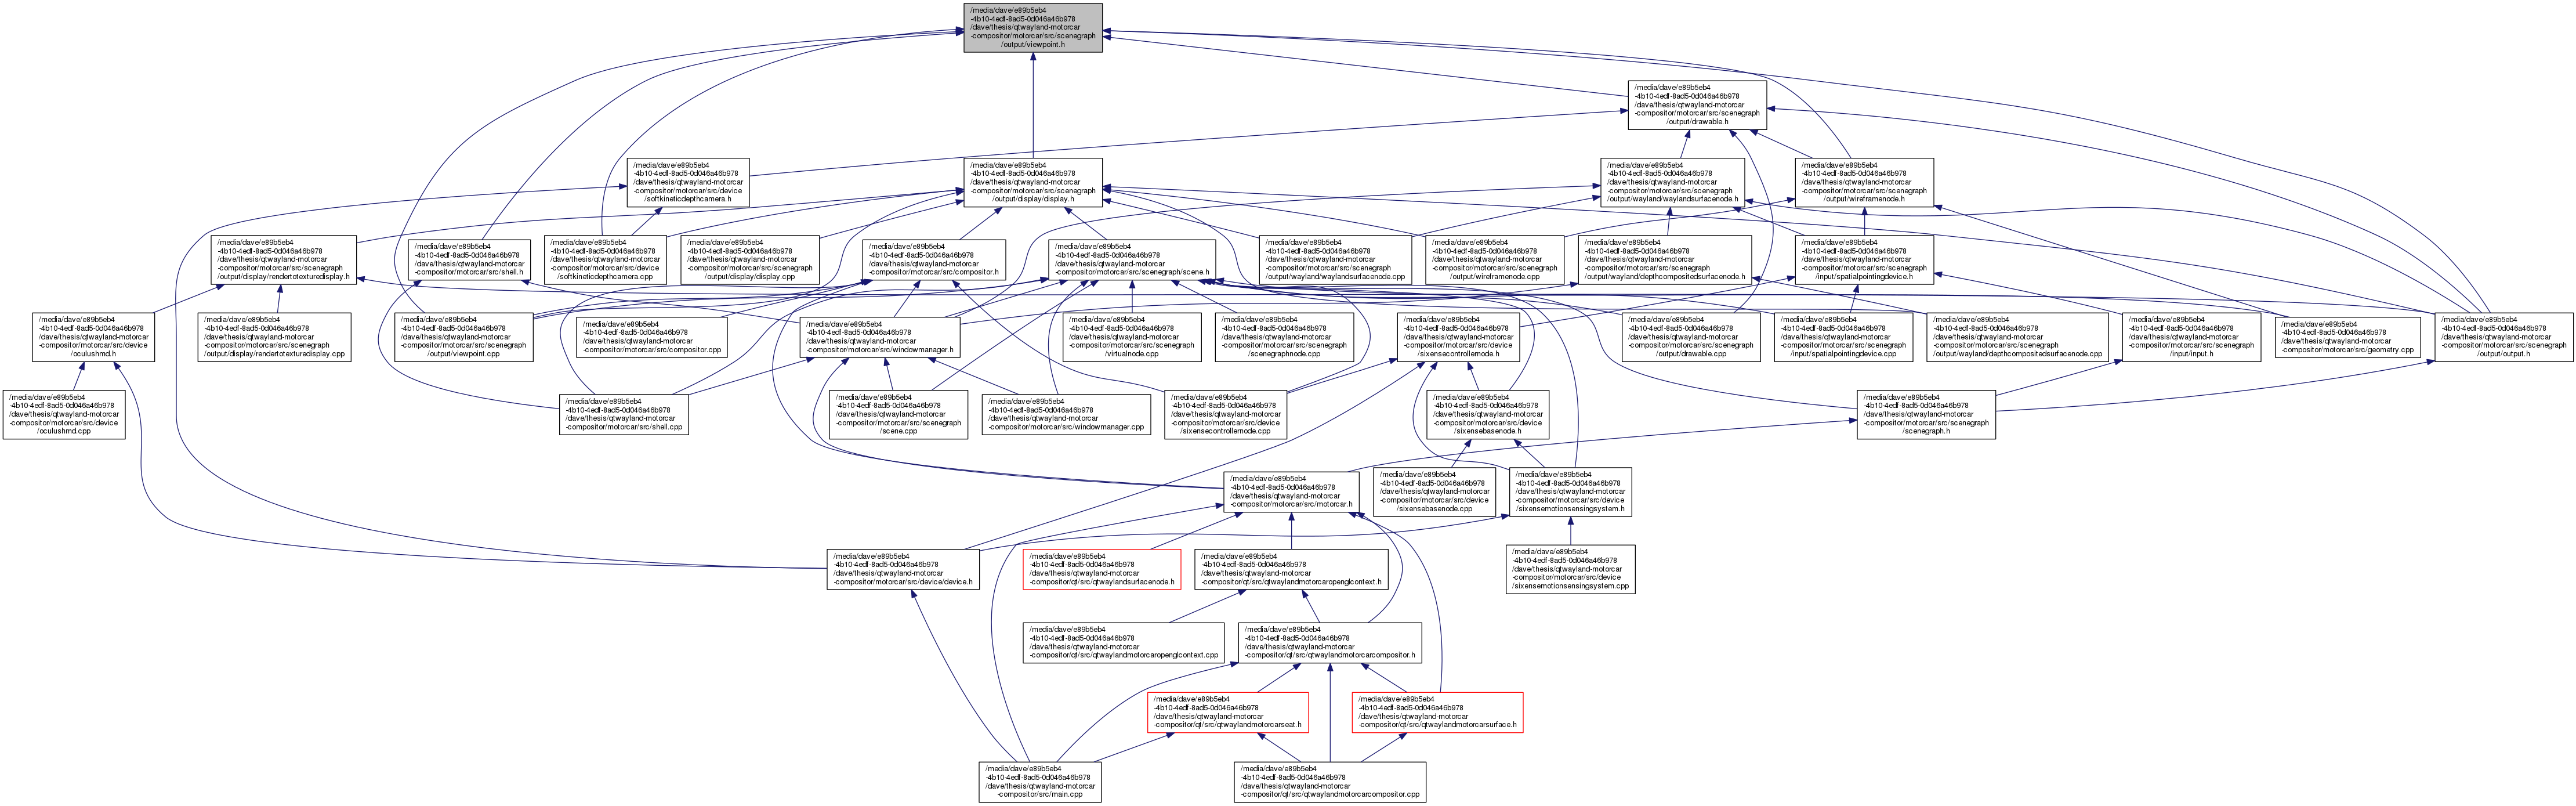 /media/dave/e89b5eb4
-4b10-4edf-8ad5-0d046a46b978
/dave/thesis/qtwayland-motorcar
-compositor/motorcar/src/scenegraph
/output/viewpoint.h
/media/dave/e89b5eb4
-4b10-4edf-8ad5-0d046a46b978
/dave/thesis/qtwayland-motorcar
-compositor/motorcar/src/scenegraph
/output/drawable.h
/media/dave/e89b5eb4
-4b10-4edf-8ad5-0d046a46b978
/dave/thesis/qtwayland-motorcar
-compositor/motorcar/src/device
/softkineticdepthcamera.h
/media/dave/e89b5eb4
-4b10-4edf-8ad5-0d046a46b978
/dave/thesis/qtwayland-motorcar
-compositor/motorcar/src/scenegraph
/output/display/display.h
/media/dave/e89b5eb4
-4b10-4edf-8ad5-0d046a46b978
/dave/thesis/qtwayland-motorcar
-compositor/motorcar/src/scenegraph
/output/wayland/waylandsurfacenode.h
/media/dave/e89b5eb4
-4b10-4edf-8ad5-0d046a46b978
/dave/thesis/qtwayland-motorcar
-compositor/motorcar/src/scenegraph
/output/wireframenode.h
/media/dave/e89b5eb4
-4b10-4edf-8ad5-0d046a46b978
/dave/thesis/qtwayland-motorcar
-compositor/motorcar/src/scenegraph
/output/display/rendertotexturedisplay.h
/media/dave/e89b5eb4
-4b10-4edf-8ad5-0d046a46b978
/dave/thesis/qtwayland-motorcar
-compositor/motorcar/src/shell.h
/media/dave/e89b5eb4
-4b10-4edf-8ad5-0d046a46b978
/dave/thesis/qtwayland-motorcar
-compositor/motorcar/src/device
/softkineticdepthcamera.cpp
/media/dave/e89b5eb4
-4b10-4edf-8ad5-0d046a46b978
/dave/thesis/qtwayland-motorcar
-compositor/motorcar/src/scenegraph
/output/display/display.cpp
/media/dave/e89b5eb4
-4b10-4edf-8ad5-0d046a46b978
/dave/thesis/qtwayland-motorcar
-compositor/motorcar/src/compositor.h
/media/dave/e89b5eb4
-4b10-4edf-8ad5-0d046a46b978
/dave/thesis/qtwayland-motorcar
-compositor/motorcar/src/scenegraph/scene.h
/media/dave/e89b5eb4
-4b10-4edf-8ad5-0d046a46b978
/dave/thesis/qtwayland-motorcar
-compositor/motorcar/src/scenegraph
/output/wayland/waylandsurfacenode.cpp
/media/dave/e89b5eb4
-4b10-4edf-8ad5-0d046a46b978
/dave/thesis/qtwayland-motorcar
-compositor/motorcar/src/scenegraph
/output/wireframenode.cpp
/media/dave/e89b5eb4
-4b10-4edf-8ad5-0d046a46b978
/dave/thesis/qtwayland-motorcar
-compositor/motorcar/src/scenegraph
/output/wayland/depthcompositedsurfacenode.h
/media/dave/e89b5eb4
-4b10-4edf-8ad5-0d046a46b978
/dave/thesis/qtwayland-motorcar
-compositor/motorcar/src/scenegraph
/input/spatialpointingdevice.h
/media/dave/e89b5eb4
-4b10-4edf-8ad5-0d046a46b978
/dave/thesis/qtwayland-motorcar
-compositor/motorcar/src/device
/oculushmd.h
/media/dave/e89b5eb4
-4b10-4edf-8ad5-0d046a46b978
/dave/thesis/qtwayland-motorcar
-compositor/motorcar/src/scenegraph
/output/display/rendertotexturedisplay.cpp
/media/dave/e89b5eb4
-4b10-4edf-8ad5-0d046a46b978
/dave/thesis/qtwayland-motorcar
-compositor/motorcar/src/scenegraph
/output/viewpoint.cpp
/media/dave/e89b5eb4
-4b10-4edf-8ad5-0d046a46b978
/dave/thesis/qtwayland-motorcar
-compositor/motorcar/src/compositor.cpp
/media/dave/e89b5eb4
-4b10-4edf-8ad5-0d046a46b978
/dave/thesis/qtwayland-motorcar
-compositor/motorcar/src/windowmanager.h
/media/dave/e89b5eb4
-4b10-4edf-8ad5-0d046a46b978
/dave/thesis/qtwayland-motorcar
-compositor/motorcar/src/scenegraph
/virtualnode.cpp
/media/dave/e89b5eb4
-4b10-4edf-8ad5-0d046a46b978
/dave/thesis/qtwayland-motorcar
-compositor/motorcar/src/scenegraph
/scenegraphnode.cpp
/media/dave/e89b5eb4
-4b10-4edf-8ad5-0d046a46b978
/dave/thesis/qtwayland-motorcar
-compositor/motorcar/src/device
/sixensecontrollernode.h
/media/dave/e89b5eb4
-4b10-4edf-8ad5-0d046a46b978
/dave/thesis/qtwayland-motorcar
-compositor/motorcar/src/scenegraph
/output/drawable.cpp
/media/dave/e89b5eb4
-4b10-4edf-8ad5-0d046a46b978
/dave/thesis/qtwayland-motorcar
-compositor/motorcar/src/scenegraph
/input/spatialpointingdevice.cpp
/media/dave/e89b5eb4
-4b10-4edf-8ad5-0d046a46b978
/dave/thesis/qtwayland-motorcar
-compositor/motorcar/src/scenegraph
/output/wayland/depthcompositedsurfacenode.cpp
/media/dave/e89b5eb4
-4b10-4edf-8ad5-0d046a46b978
/dave/thesis/qtwayland-motorcar
-compositor/motorcar/src/scenegraph
/input/input.h
/media/dave/e89b5eb4
-4b10-4edf-8ad5-0d046a46b978
/dave/thesis/qtwayland-motorcar
-compositor/motorcar/src/geometry.cpp
/media/dave/e89b5eb4
-4b10-4edf-8ad5-0d046a46b978
/dave/thesis/qtwayland-motorcar
-compositor/motorcar/src/scenegraph
/output/output.h
/media/dave/e89b5eb4
-4b10-4edf-8ad5-0d046a46b978
/dave/thesis/qtwayland-motorcar
-compositor/motorcar/src/device
/oculushmd.cpp
/media/dave/e89b5eb4
-4b10-4edf-8ad5-0d046a46b978
/dave/thesis/qtwayland-motorcar
-compositor/motorcar/src/shell.cpp
/media/dave/e89b5eb4
-4b10-4edf-8ad5-0d046a46b978
/dave/thesis/qtwayland-motorcar
-compositor/motorcar/src/scenegraph
/scene.cpp
/media/dave/e89b5eb4
-4b10-4edf-8ad5-0d046a46b978
/dave/thesis/qtwayland-motorcar
-compositor/motorcar/src/windowmanager.cpp
/media/dave/e89b5eb4
-4b10-4edf-8ad5-0d046a46b978
/dave/thesis/qtwayland-motorcar
-compositor/motorcar/src/device
/sixensecontrollernode.cpp
/media/dave/e89b5eb4
-4b10-4edf-8ad5-0d046a46b978
/dave/thesis/qtwayland-motorcar
-compositor/motorcar/src/device
/sixensebasenode.h
/media/dave/e89b5eb4
-4b10-4edf-8ad5-0d046a46b978
/dave/thesis/qtwayland-motorcar
-compositor/motorcar/src/scenegraph
/scenegraph.h
/media/dave/e89b5eb4
-4b10-4edf-8ad5-0d046a46b978
/dave/thesis/qtwayland-motorcar
-compositor/motorcar/src/motorcar.h
/media/dave/e89b5eb4
-4b10-4edf-8ad5-0d046a46b978
/dave/thesis/qtwayland-motorcar
-compositor/motorcar/src/device
/sixensebasenode.cpp
/media/dave/e89b5eb4
-4b10-4edf-8ad5-0d046a46b978
/dave/thesis/qtwayland-motorcar
-compositor/motorcar/src/device
/sixensemotionsensingsystem.h
/media/dave/e89b5eb4
-4b10-4edf-8ad5-0d046a46b978
/dave/thesis/qtwayland-motorcar
-compositor/motorcar/src/device/device.h
/media/dave/e89b5eb4
-4b10-4edf-8ad5-0d046a46b978
/dave/thesis/qtwayland-motorcar
-compositor/qt/src/qtwaylandsurfacenode.h
/media/dave/e89b5eb4
-4b10-4edf-8ad5-0d046a46b978
/dave/thesis/qtwayland-motorcar
-compositor/qt/src/qtwaylandmotorcaropenglcontext.h
/media/dave/e89b5eb4
-4b10-4edf-8ad5-0d046a46b978
/dave/thesis/qtwayland-motorcar
-compositor/motorcar/src/device
/sixensemotionsensingsystem.cpp
/media/dave/e89b5eb4
-4b10-4edf-8ad5-0d046a46b978
/dave/thesis/qtwayland-motorcar
-compositor/qt/src/qtwaylandmotorcaropenglcontext.cpp
/media/dave/e89b5eb4
-4b10-4edf-8ad5-0d046a46b978
/dave/thesis/qtwayland-motorcar
-compositor/qt/src/qtwaylandmotorcarcompositor.h
/media/dave/e89b5eb4
-4b10-4edf-8ad5-0d046a46b978
/dave/thesis/qtwayland-motorcar
-compositor/qt/src/qtwaylandmotorcarseat.h
/media/dave/e89b5eb4
-4b10-4edf-8ad5-0d046a46b978
/dave/thesis/qtwayland-motorcar
-compositor/qt/src/qtwaylandmotorcarsurface.h
/media/dave/e89b5eb4
-4b10-4edf-8ad5-0d046a46b978
/dave/thesis/qtwayland-motorcar
-compositor/src/main.cpp
/media/dave/e89b5eb4
-4b10-4edf-8ad5-0d046a46b978
/dave/thesis/qtwayland-motorcar
-compositor/qt/src/qtwaylandmotorcarcompositor.cpp